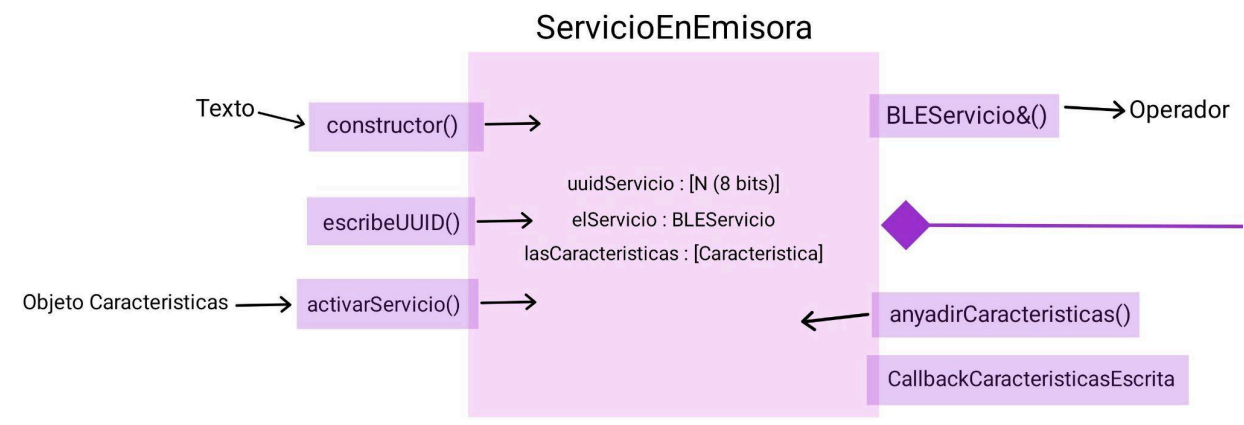 ServicioEnEmisora
Texto
constructor()
BLEServicio&()
Operador
uuidServicio : [N (8 bits)]
escribeUUID()
elServicio : BLEServicio
lasCaracteristicas : [Caracteristica]
Objeto Caracteristicas
activarServicio()
anyadirCaracteristicas()
CallbackCaracteristicasEscrita